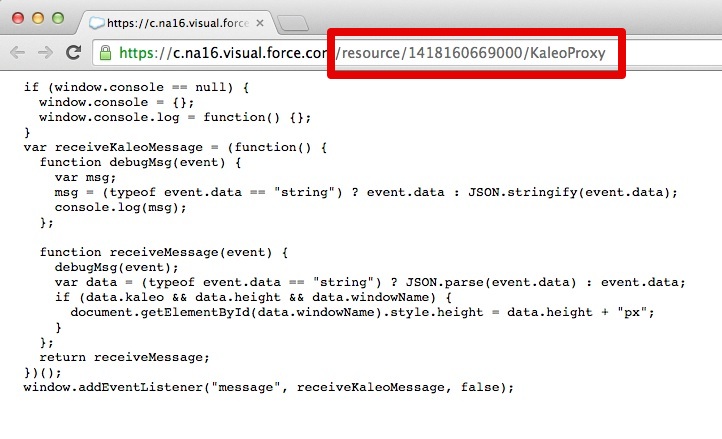 https://c.na16.visual.force
https://c.na16.visual.force.com/resource/1418160669000/KaleoProxy
if (window.console == null) {
  window.console = {};
  window.console.log = function() {};
}
var receiveKaleoMessage = (function() {
  function debugMsg(event) {
    var msg;
    msg = (typeof event.data == "string") ? event.data : JSON.stringify(event.data);
    console.log(msg);
  };

  function receiveMessage(event) {
    debugMsg(event);
    var data = (typeof event.data == "string") ? JSON.parse(event.data) : event.data;
    if (data.kaleo && data.height && data.windowName) {
      document.getElementById(data.windowName).style.height = data.height + "px";
    }
  };
  return receiveMessage;
})();
window.addEventListener("message", receiveKaleoMessage, false);